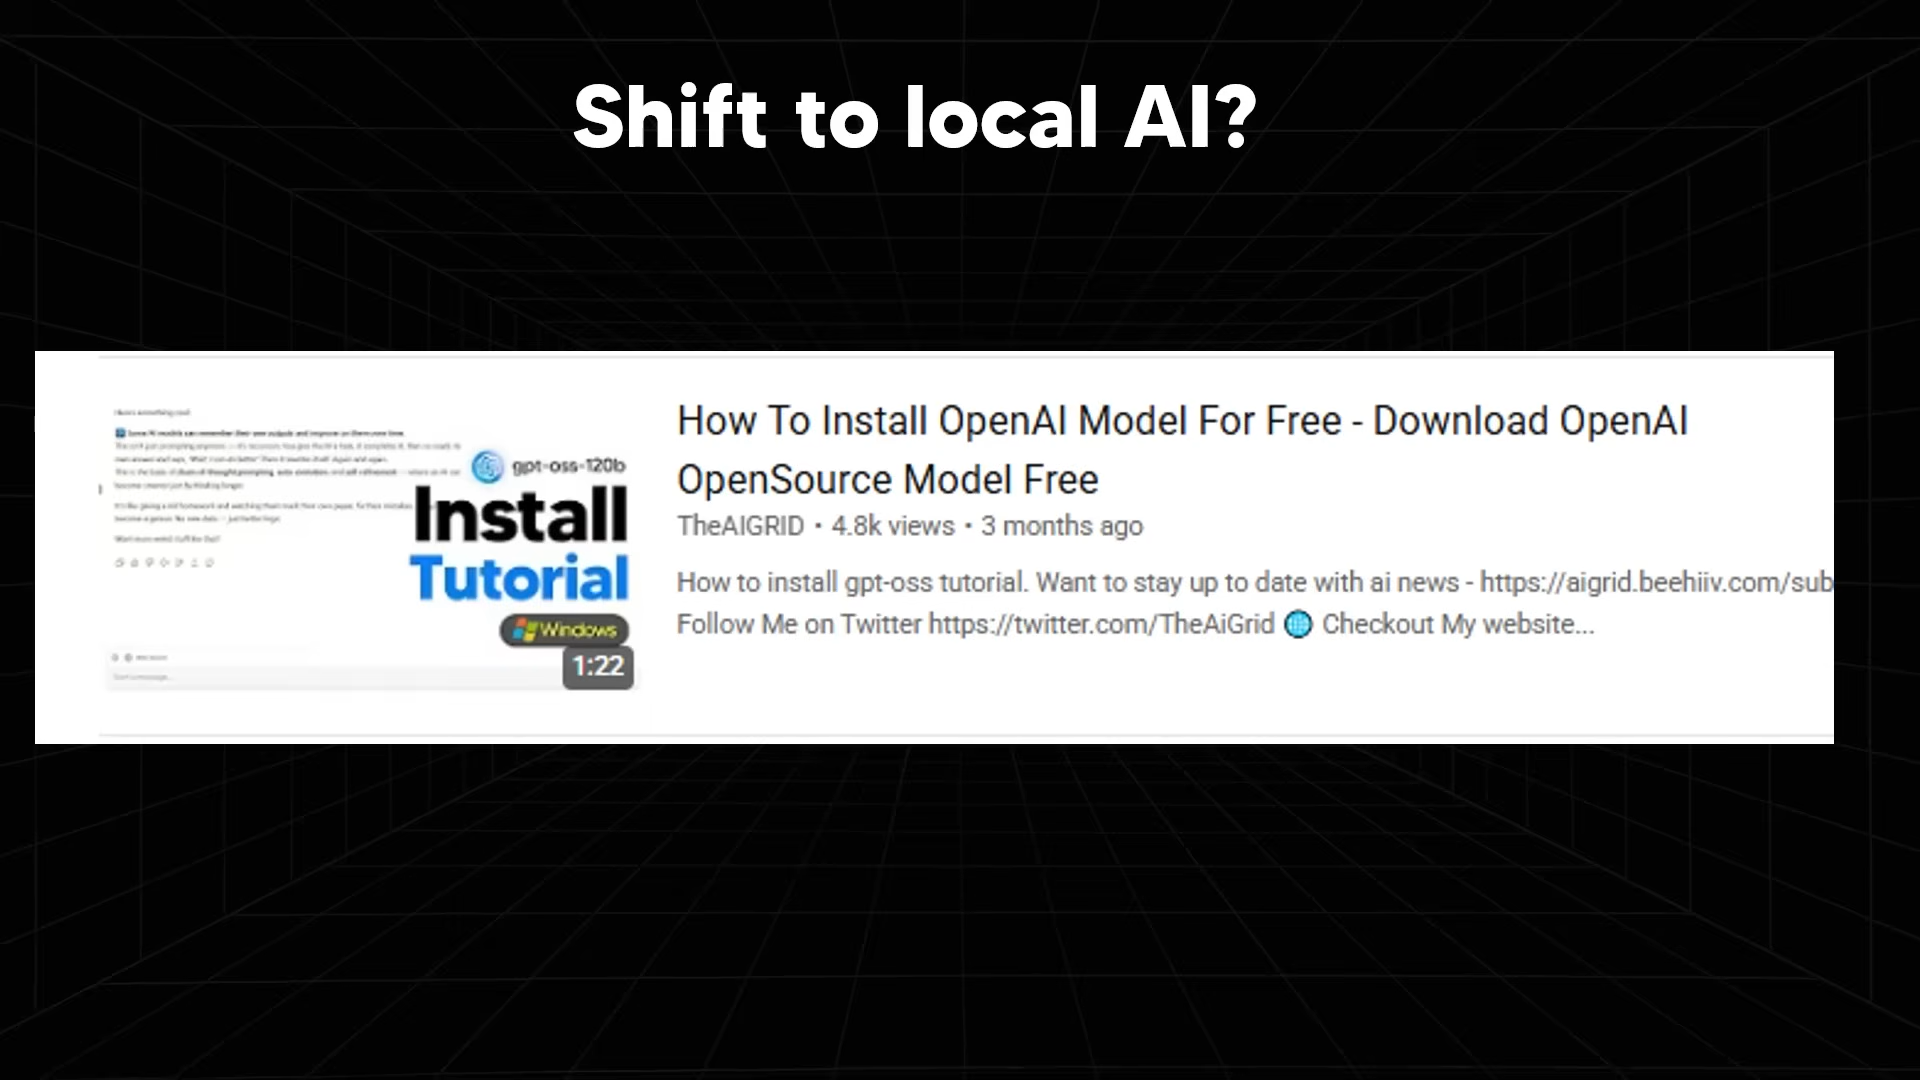 Shift to local AI?
How To Install OpenAI Model For Free - Download OpenAI
OpenSource Model Free
TheAIGRID • 4.8k views • 3 months ago
How to install gpt-oss tutorial. Want to stay up to date with ai news - https://aigrid.beehiiv.com/sub
Follow Me on Twitter https://twitter.com/TheAiGrid 🌐 Checkout My website...
gpt-oss-120b
Install
Tutorial
Windows
1:22